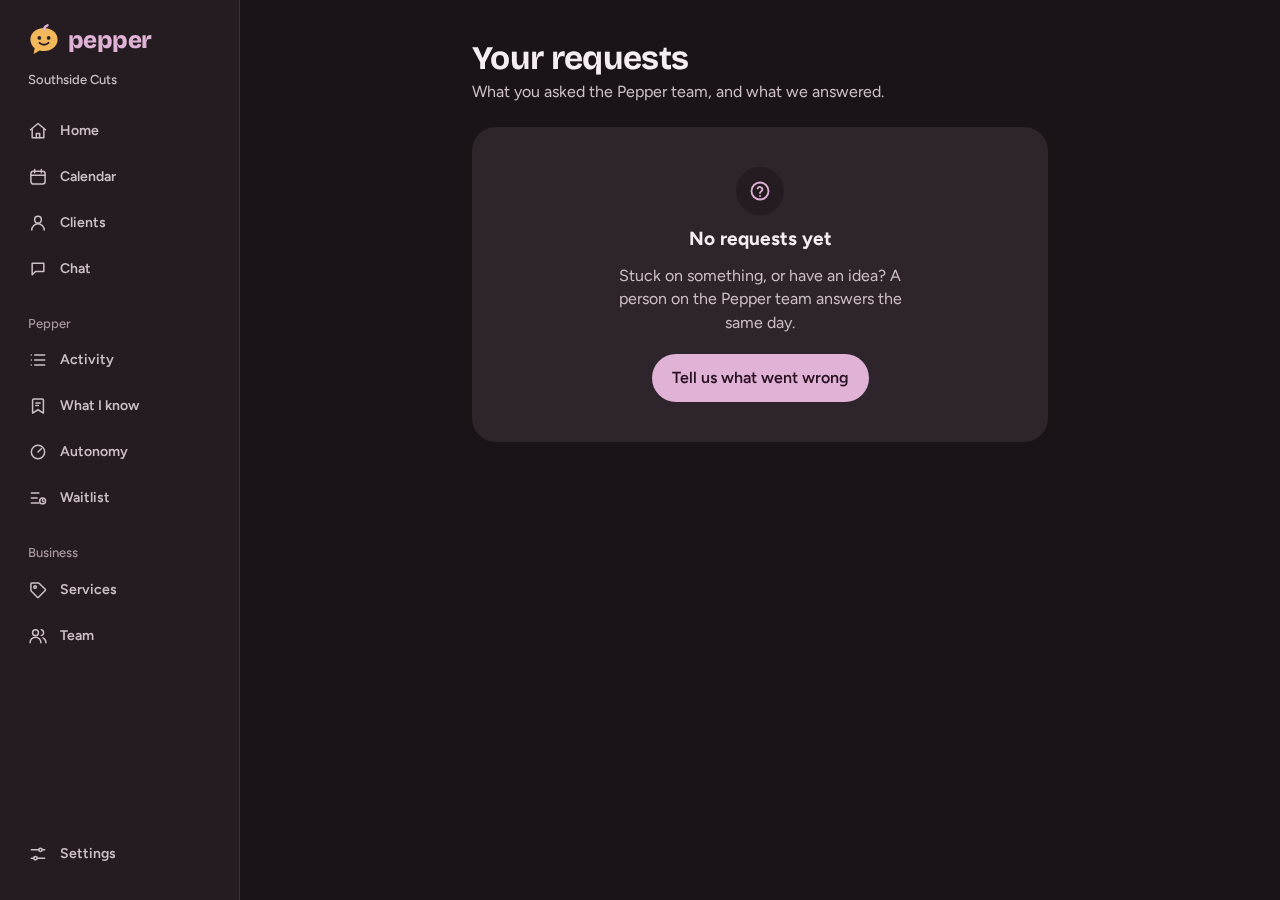 pepper
Southside Cuts
Home
Calendar
Clients
Chat
Pepper
Activity
What I know
Autonomy
Waitlist
Business
Services
Team
Settings
Your requests
What you asked the Pepper team, and what we answered.
No requests yet
Stuck on something, or have an idea? A
person on the Pepper team answers the
same day.
Tell us what went wrong